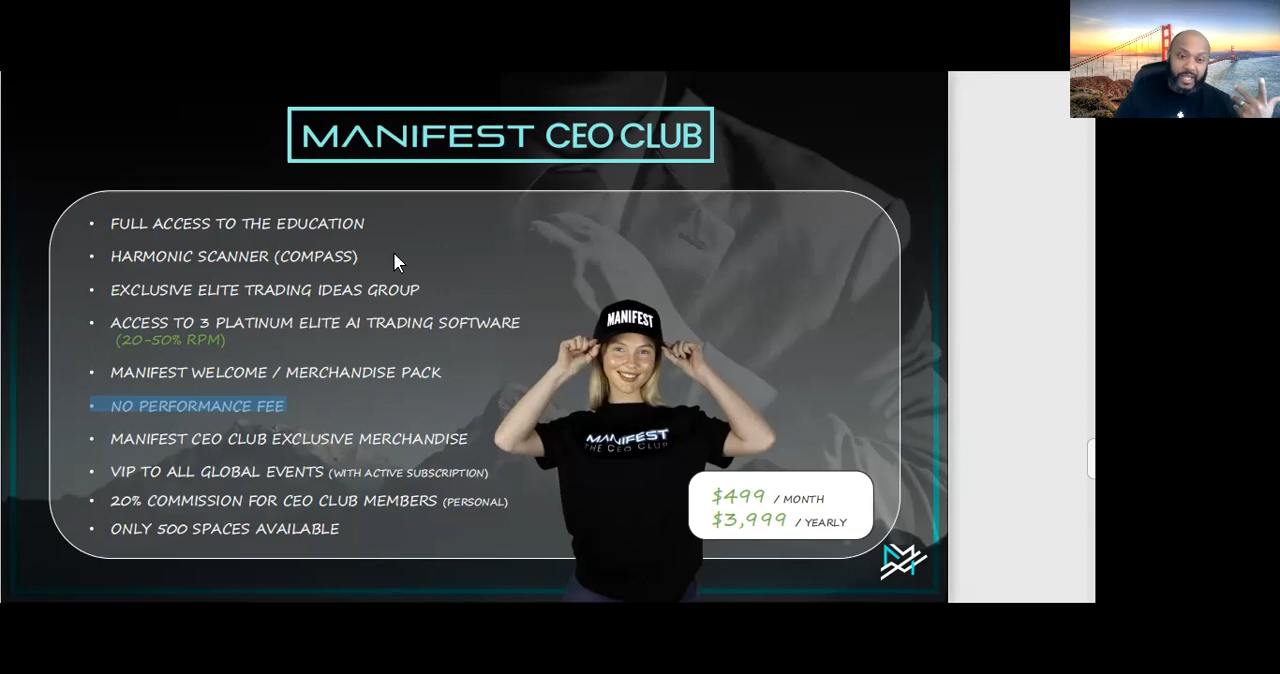 MANIFEST CEO CLUB
• FULL ACCESS TO THE EDUCATION
• HARMONIC SCANNER (COMPASS)
• EXCLUSIVE ELITE TRADING IDEAS GROUP
• ACCESS TO 3 PLATINUM ELITE AI TRADING SOFTWARE
(20-50% RPM)
• MANIFEST WELCOME / MERCHANDISE PACK
• NO PERFORMANCE FEE
• MANIFEST CEO CLUB EXCLUSIVE MERCHANDISE
• VIP TO ALL GLOBAL EVENTS (WITH ACTIVE SUBSCRIPTION)
• 20% COMMISSION FOR CEO CLUB MEMBERS (PERSONAL)
• ONLY 500 SPACES AVAILABLE
MANIFEST
MANIFEST
THE CEO CLUB
$499 / MONTH
$3,999 / YEARLY